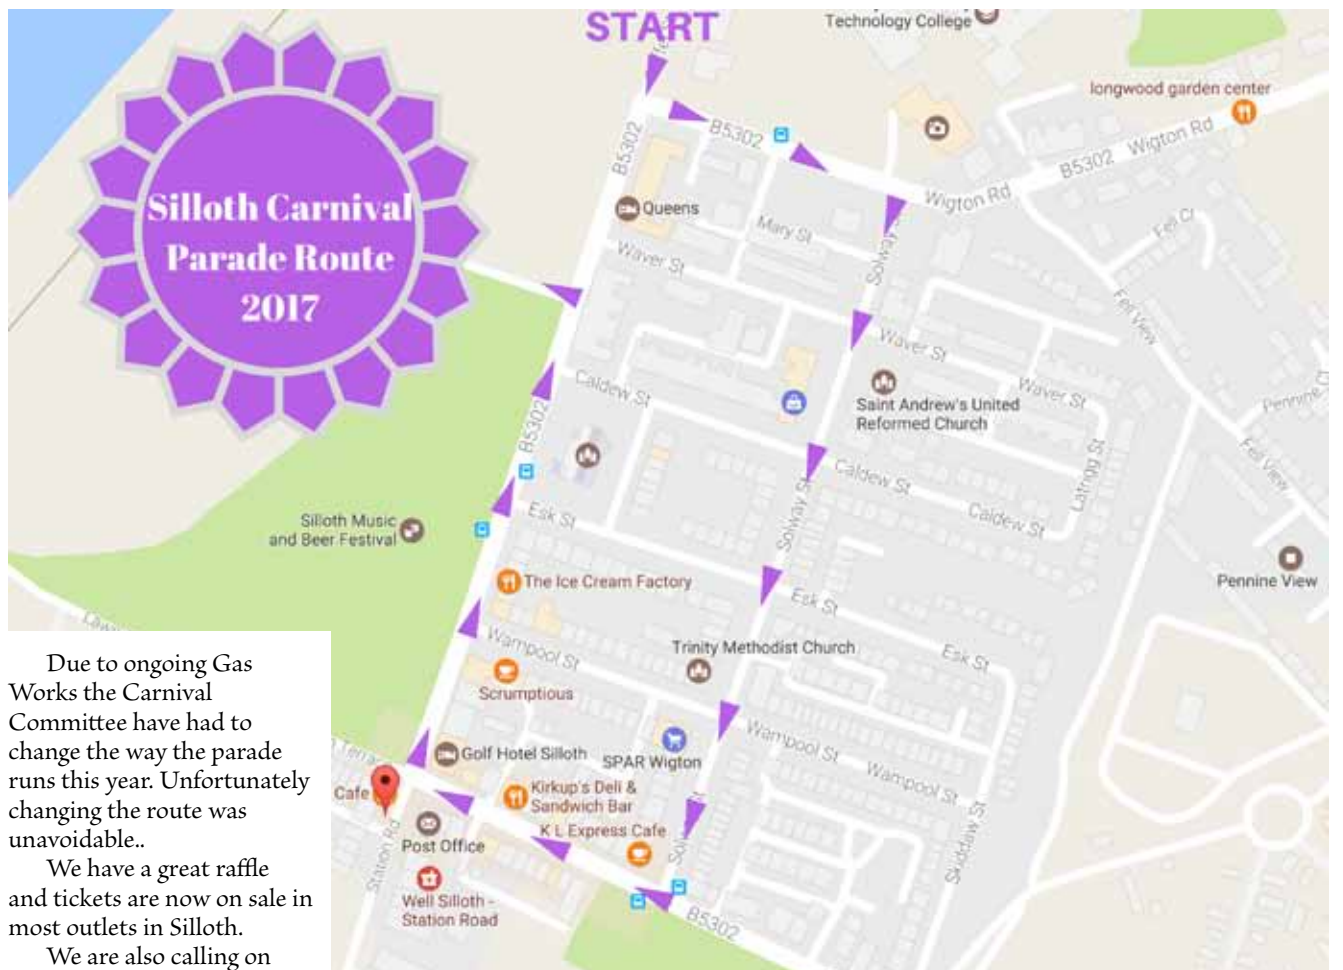 START
Technology College
longwood garden center
Silloth Carnival
Parade Route
2017
B5302
B5302
Wigton Rd
B5302 Wigton Rd
Queens
Mary St
Solway St
Fell Cr
Waver St
Fell View
Waver St
Waver St
Pennine Ct
Caldew St
Saint Andrew's United
Reformed Church
B5302
Caldew St
Latrigg St
Fell View
Caldew St
Solway St
Silloth Music
and Beer Festival
Esk St
The Ice Cream Factory
Pennine View
Esk St
Esk St
Wampool St
Trinity Methodist Church
Scrumptious
Wampool St
Wampool St
Golf Hotel Silloth
SPAR Wigton
Cafe
Kirkup's Deli &
Sandwich Bar
K L Express Cafe
Post Office
Station Rd
Skiddaw St
Well Silloth -
Station Road
B5302
Due to ongoing Gas
Works the Carnival
Committee have had to
change the way the parade
runs this year. Unfortunately
changing the route was
unavoidable..
We have a great raffle
and tickets are now on sale in
most outlets in Silloth.
We are also calling on